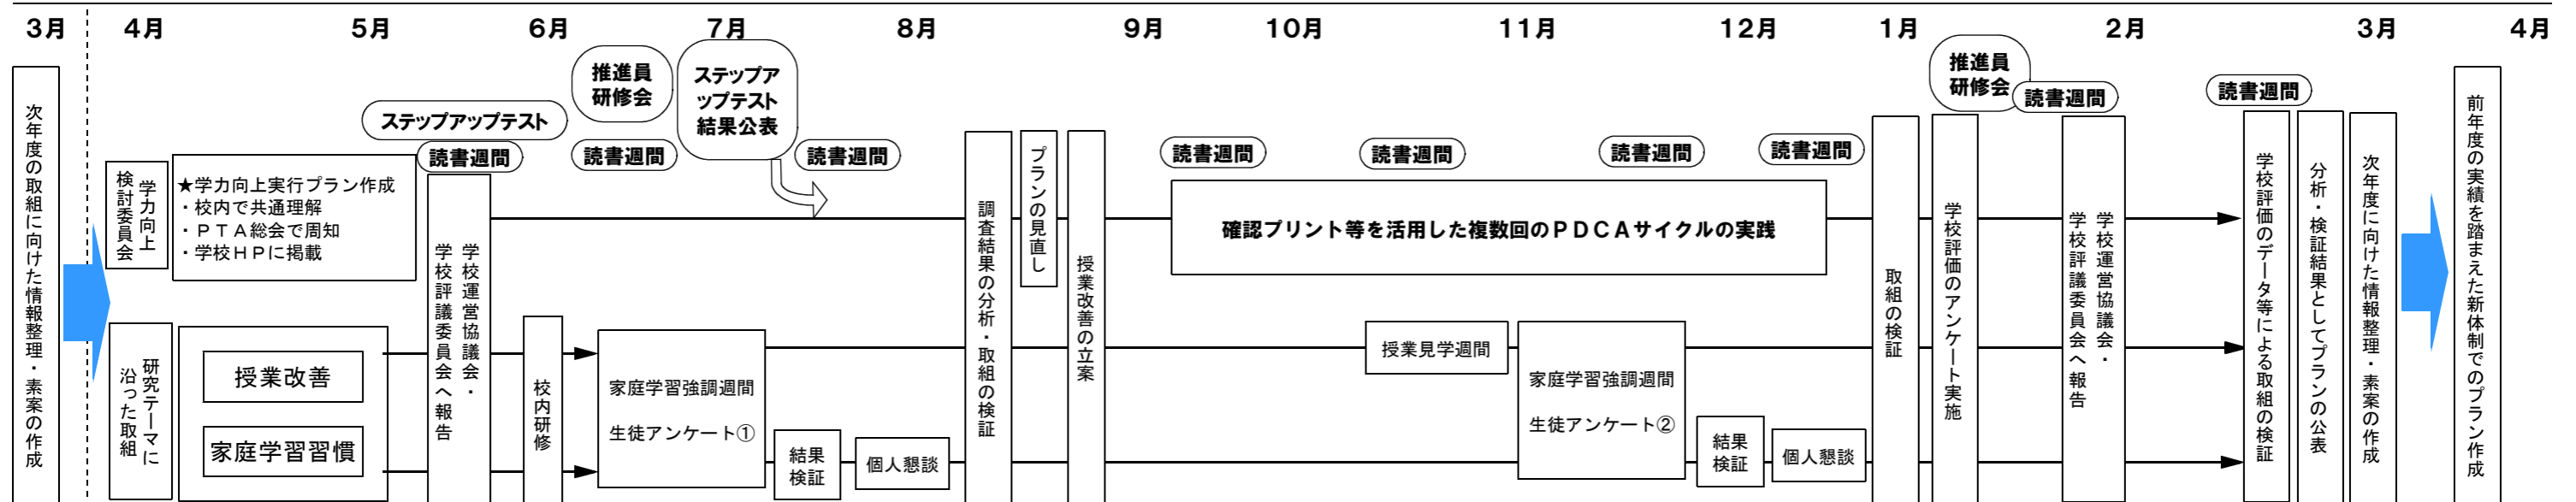 3月 4月 5月 6月 7月 8月 9月 10月 11月 12月 1月 2月 3月 4月
次年度の取組に向けた情報整理・素案の作成
学力向上
検討委員会
★学力向上実行プラン作成
・校内で共通理解
・ＰＴＡ総会で周知
・学校ＨＰに掲載
研究テーマに
沿った取組
授業改善
家庭学習習慣
ステップアップテスト
読書週間
学校運営協議会・
学校評議委員会へ報告
校内研修
推進員
研修会
読書週間
家庭学習強調週間
生徒アンケート①
ステップア
ップテスト
結果公表
読書週間
結果
検証
個人懇談
調査結果の分析・取組の検証
プランの見直し
授業改善の立案
読書週間
読書週間
読書週間
読書週間
確認プリント等を活用した複数回のＰＤＣＡサイクルの実践
授業見学週間
家庭学習強調週間
生徒アンケート②
結果
検証
個人懇談
取組の検証
推進員
研修会
学校評価のアンケート実施
読書週間
学校運営協議会・
学校評議委員会へ報告
読書週間
学校評価のデータ等による取組の検証
分析・検証結果としてプランの公表
次年度に向けた情報整理・素案の作成
前年度の実績を踏まえた新体制でのプラン作成